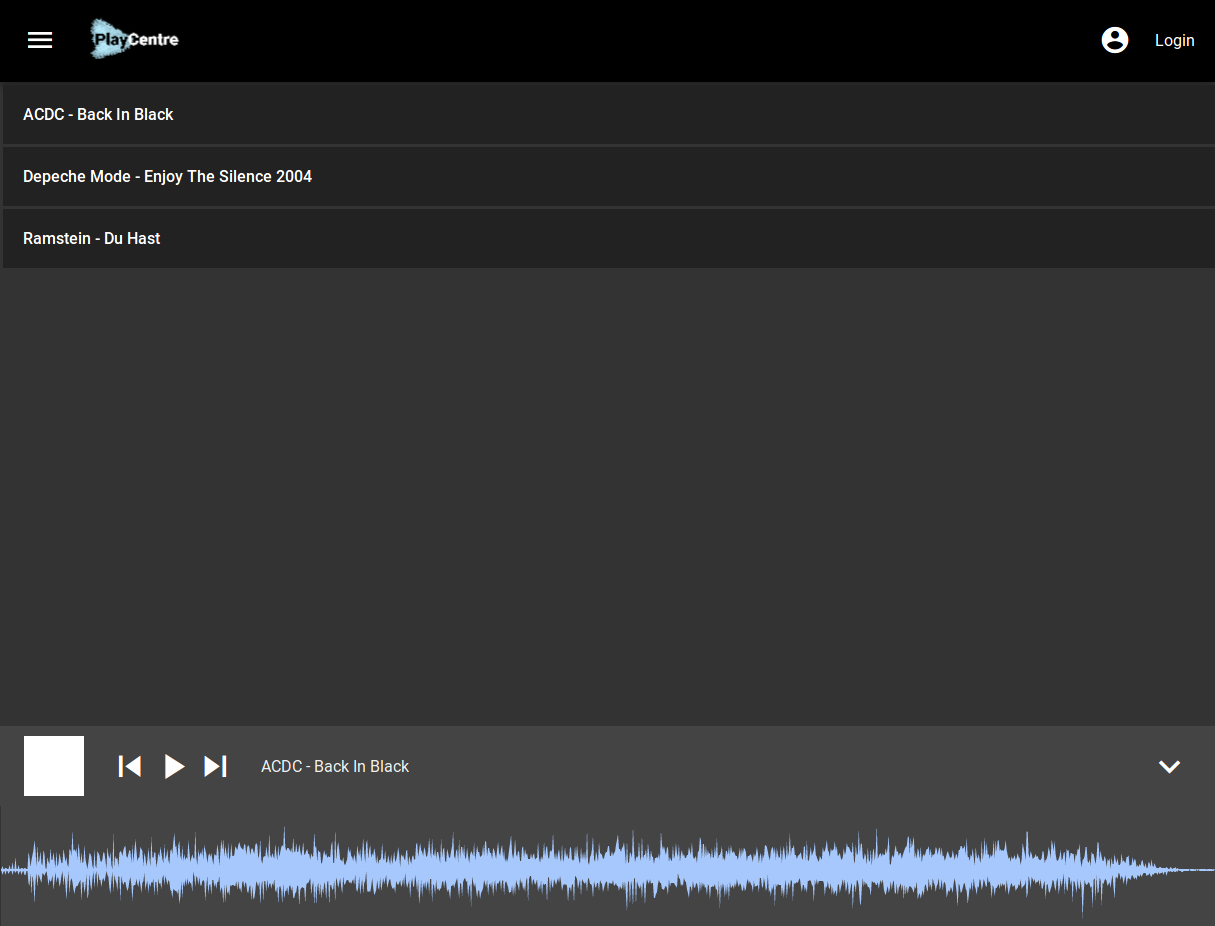 PlayCentre
Login
ACDC - Back In Black
Depeche Mode - Enjoy The Silence 2004
Ramstein - Du Hast
ACDC - Back In Black